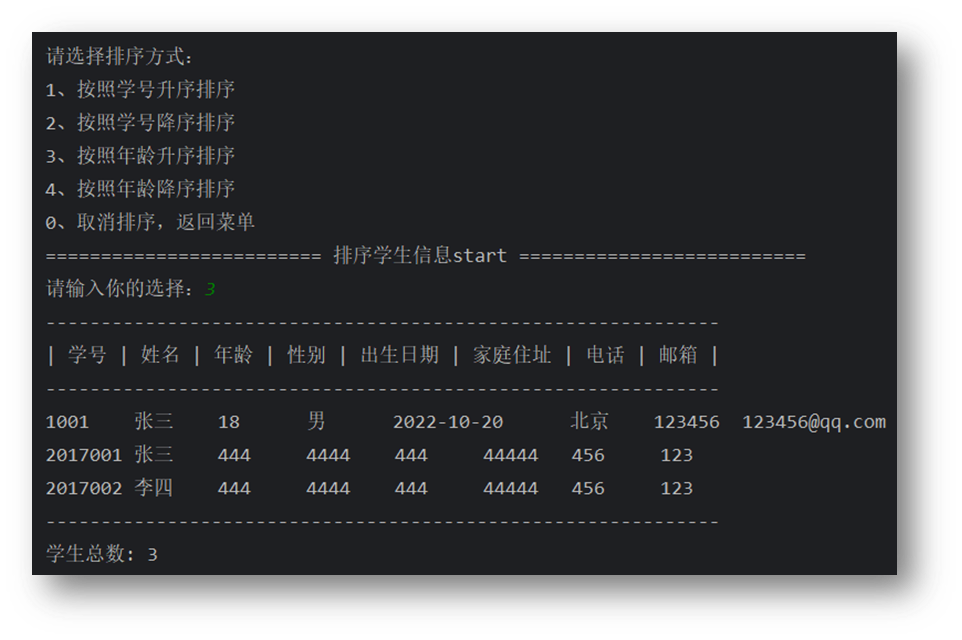 请选择排序方式：
1、按照学号升序排序
2、按照学号降序排序
3、按照年龄升序排序
4、按照年龄降序排序
0、取消排序，返回菜单
========================= 排序学生信息start ==========================
请输入你的选择：3
-------------------------------------------------------------
| 学号 | 姓名 | 年龄 | 性别 | 出生日期 | 家庭住址 | 电话 | 邮箱 |
-------------------------------------------------------------
1001 张三 18 男 2022-10-20 北京 123456 123456@qq.com
2017001 张三 444 4444 444 44444 456 123
2017002 李四 444 4444 444 44444 456 123
-------------------------------------------------------------
学生总数: 3